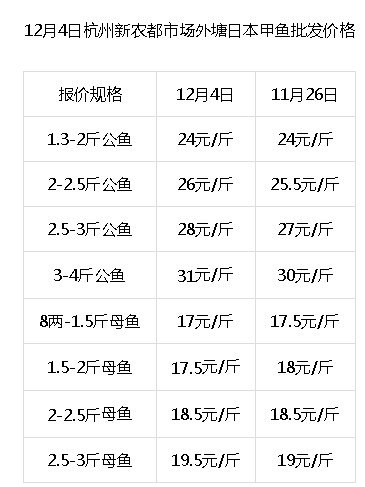 12月4日杭州新农都市场外塘日本甲鱼批发价格
报价规格 12月4日 11月26日
1.3-2斤公鱼 24元/斤 24元/斤
2-2.5斤公鱼 26元/斤 25.5元/斤
2.5-3斤公鱼 28元/斤 27元/斤
3-4斤公鱼 31元/斤 30元/斤
8两-1.5斤母鱼 17元/斤 17.5元/斤
1.5-2斤母鱼 17.5元/斤 18元/斤
2-2.5斤母鱼 18.5元/斤 18.5元/斤
2.5-3斤母鱼 19.5元/斤 19元/斤